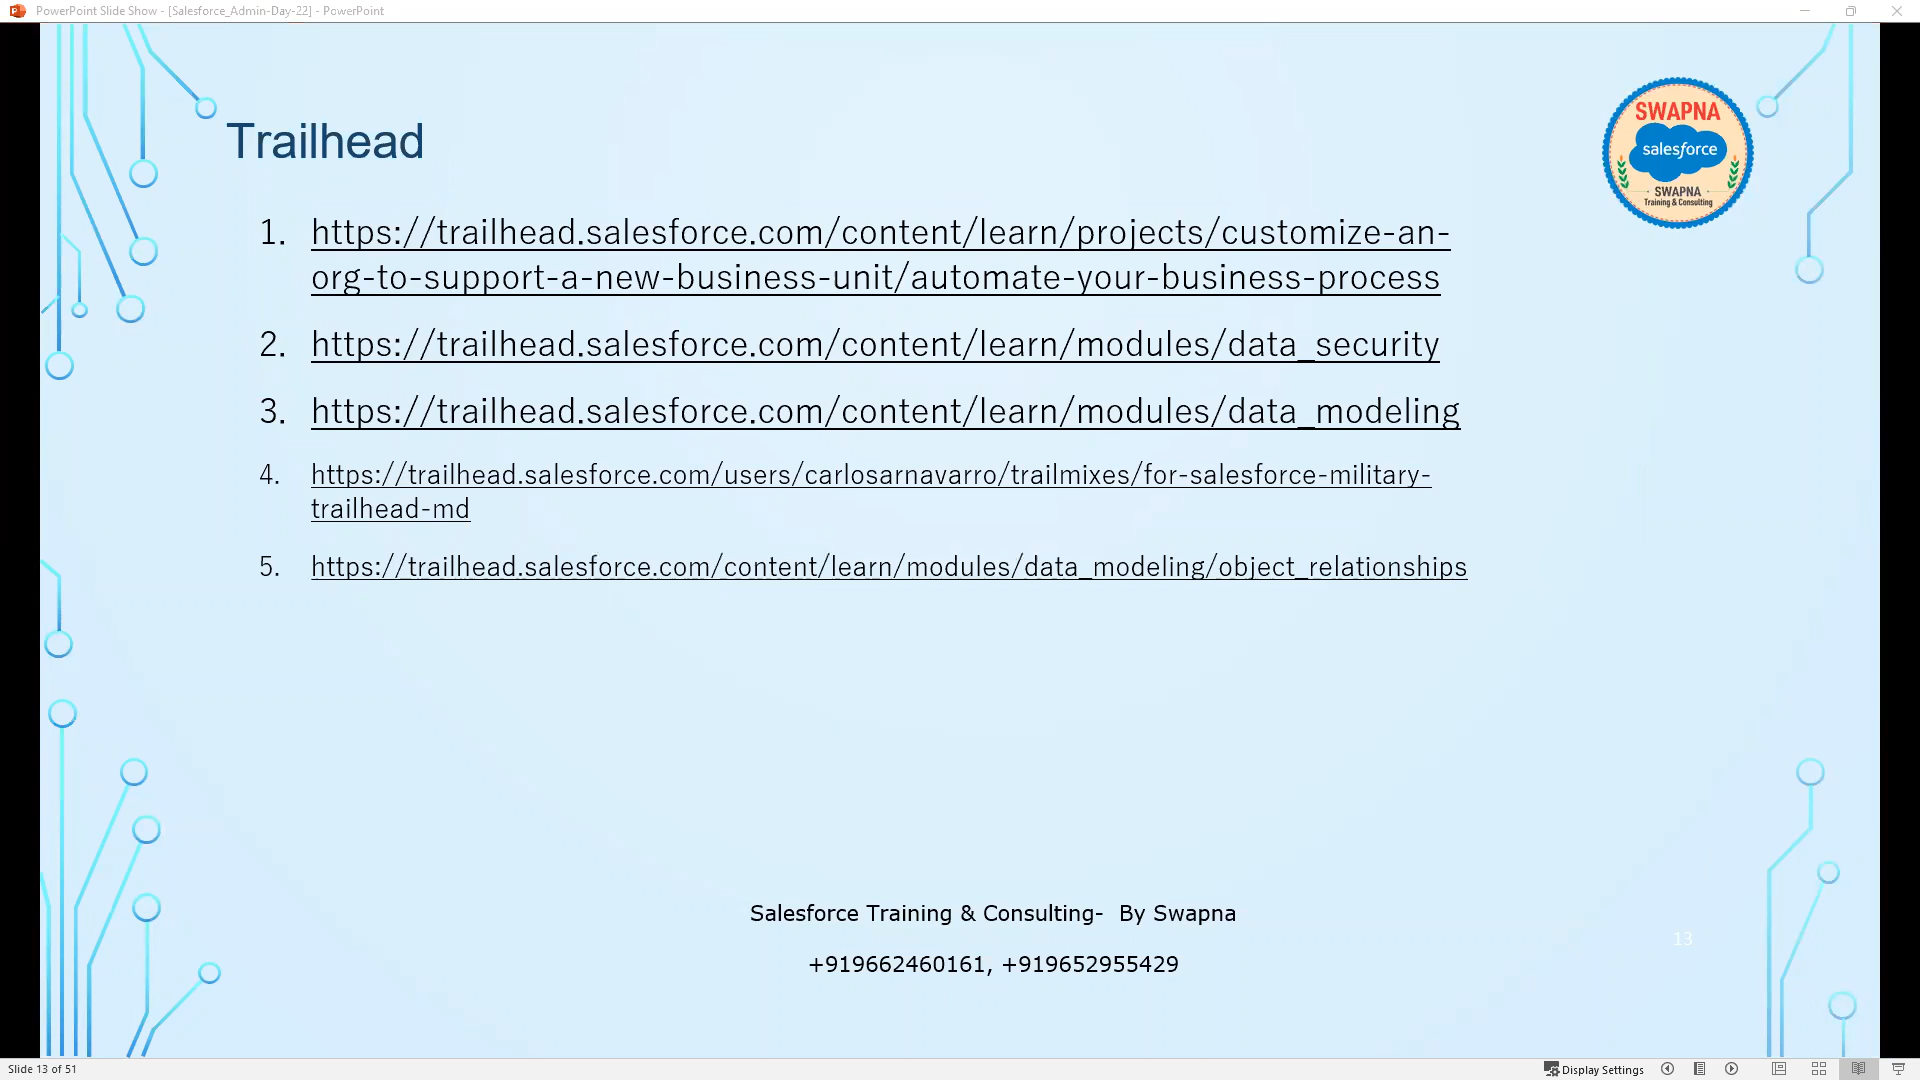 PowerPoint Slide Show - [Salesforce_Admin-Day-22] - PowerPoint
Trailhead
SWAPNA
salesforce
SWAPNA
Training & Consulting
1. https://trailhead.salesforce.com/content/learn/projects/customize-an-
org-to-support-a-new-business-unit/automate-your-business-process
2. https://trailhead.salesforce.com/content/learn/modules/data_security
3. https://trailhead.salesforce.com/content/learn/modules/data_modeling
4. https://trailhead.salesforce.com/users/carlosarnavarro/trailmixes/for-salesforce-military-
trailhead-md
5. https://trailhead.salesforce.com/content/learn/modules/data_modeling/object_relationships
Salesforce Training & Consulting- By Swapna
13
+919662460161, +919652955429
Slide 13 of 51
Display Settings